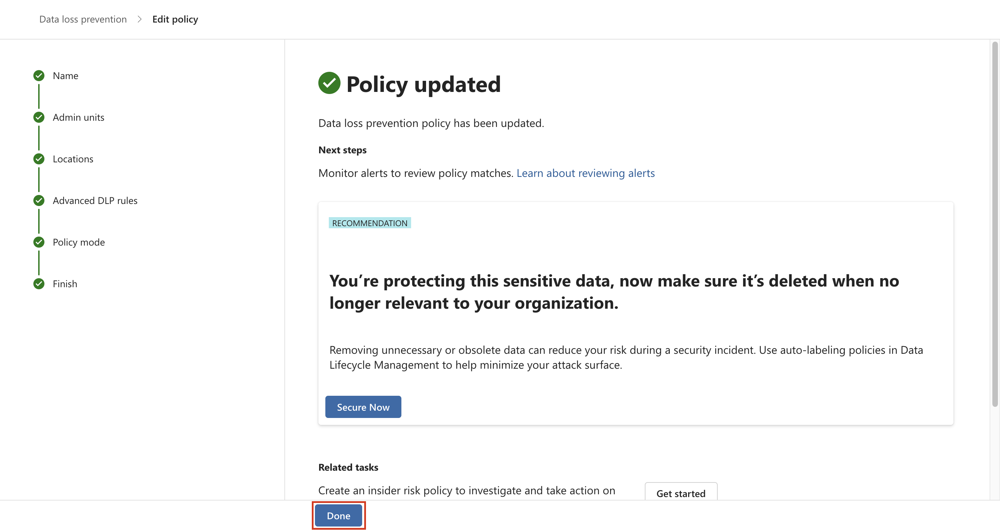 Data loss prevention > Edit policy
Name
Admin units
Locations
Advanced DLP rules
Policy mode
Finish
Policy updated
Data loss prevention policy has been updated.
Next steps
Monitor alerts to review policy matches. Learn about reviewing alerts
RECOMMENDATION
You’re protecting this sensitive data, now make sure it’s deleted when no
longer relevant to your organization.
Removing unnecessary or obsolete data can reduce your risk during a security incident. Use auto-labeling policies in Data
Lifecycle Management to help minimize your attack surface.
Secure Now
Related tasks
Create an insider risk policy to investigate and take action on
Get started
Done